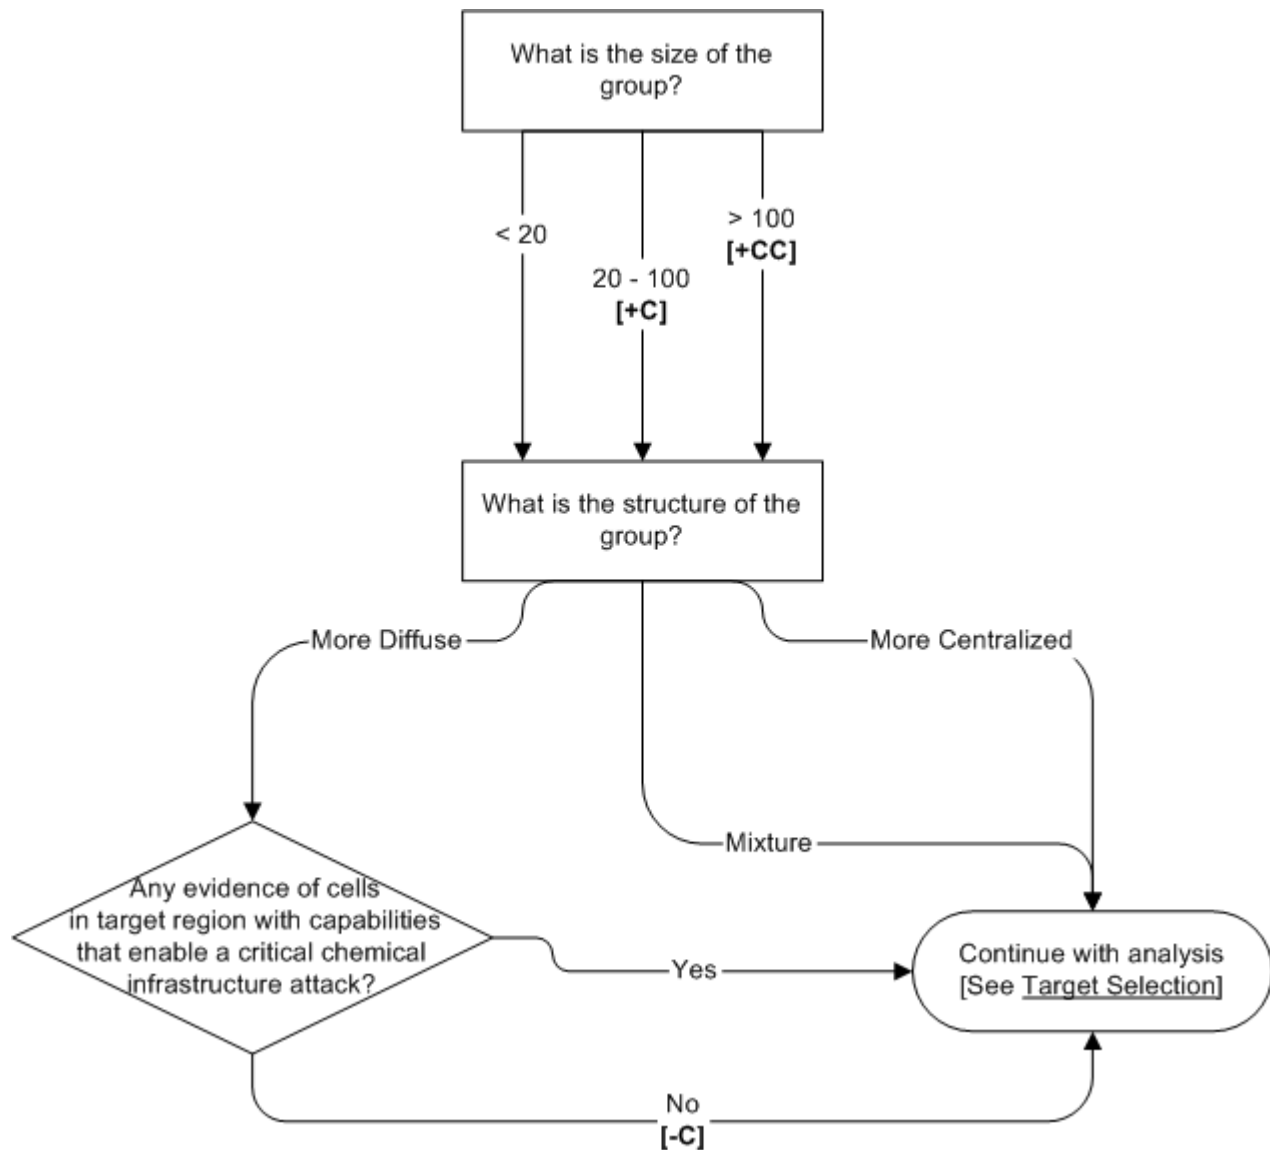 What is the size of the
group?
< 20
20 - 100
[+C]
> 100
[+CC]
What is the structure of the
group?
More Diffuse
More Centralized
Mixture
Any evidence of cells
in target region with capabilities
that enable a critical chemical
infrastructure attack?
Yes
Continue with analysis
[See Target Selection]
No
[-C]